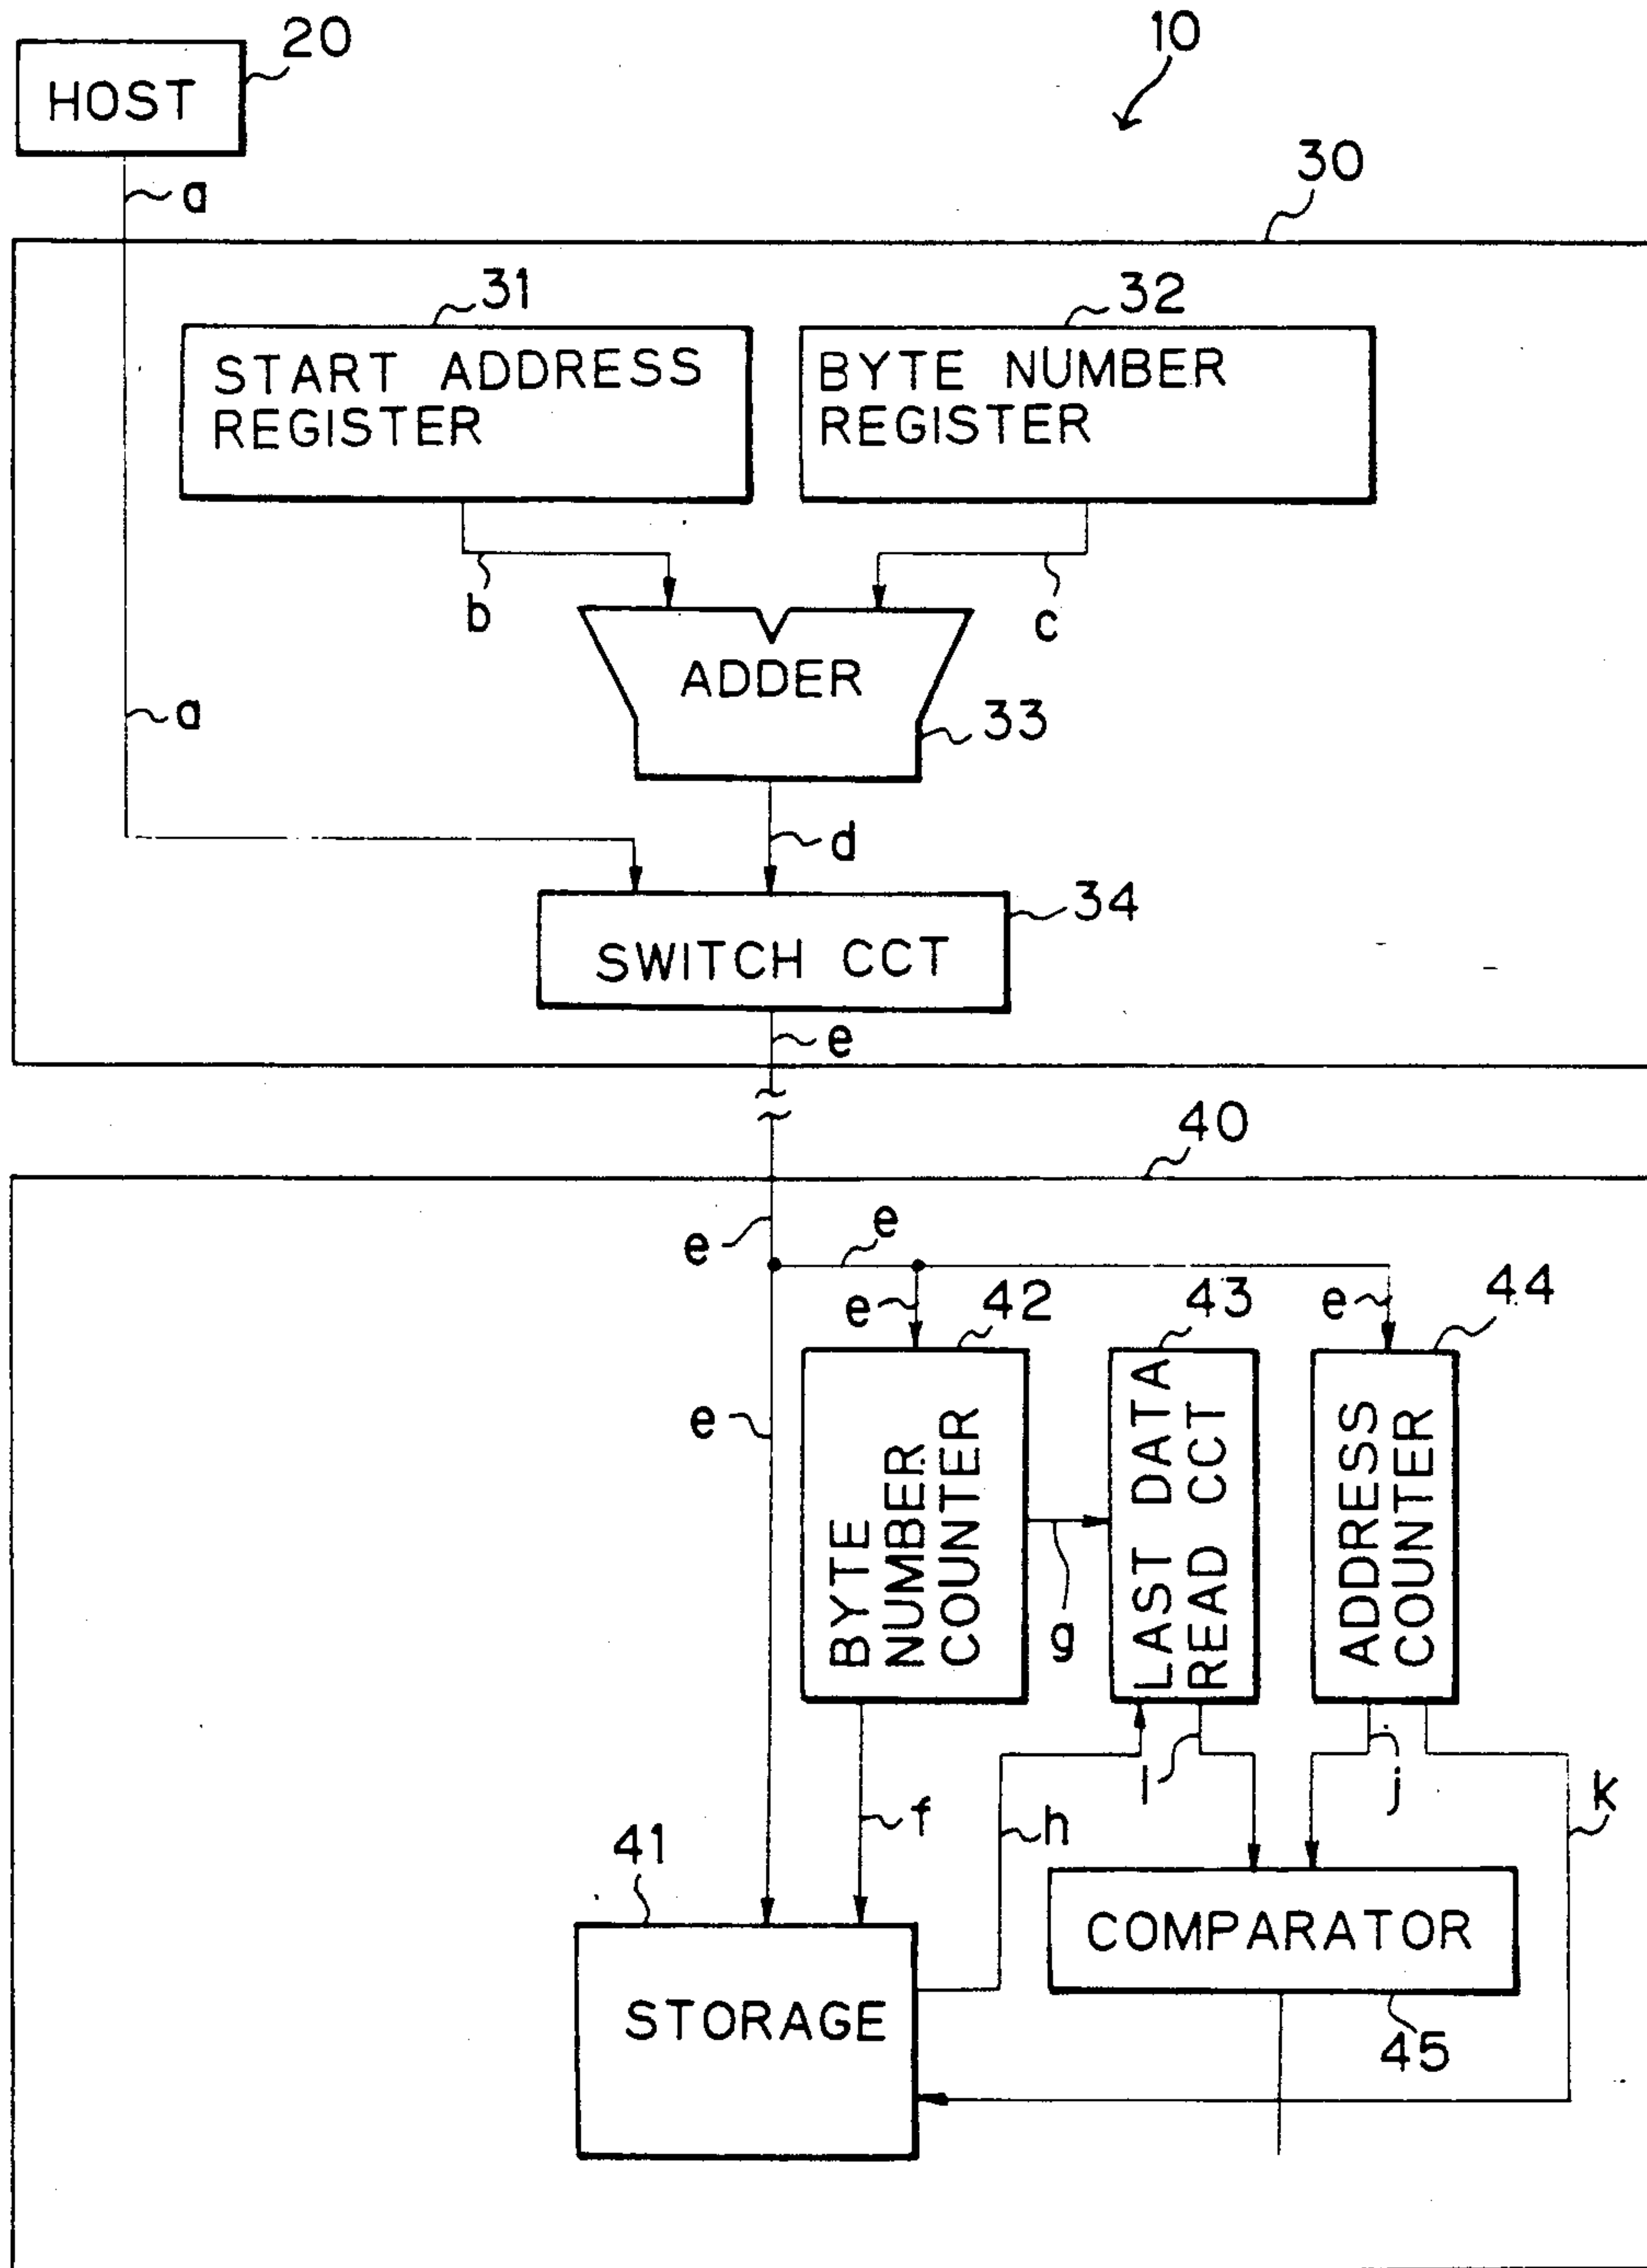 20
10
HOST
a
30
31
32
START ADDRESS
REGISTER
BYTE NUMBER
REGISTER
b
c
ADDER
a
33
d
34
SWITCH CCT
e
40
e
e
e
42
43
e
44
e
BYTE
NUMBER
COUNTER
LAST DATA
READ CCT
ADDRESS
COUNTER
g
i
j
k
f
h
41
COMPARATOR
STORAGE
45